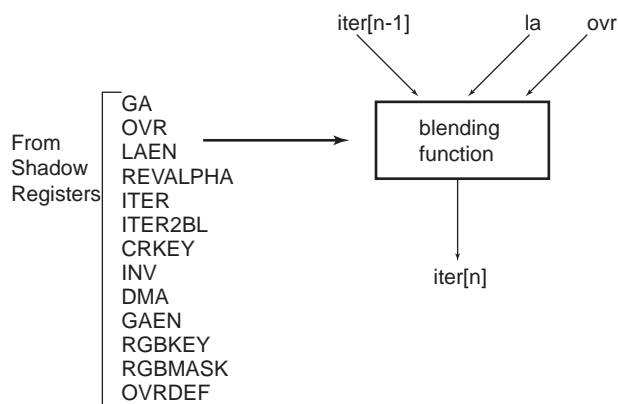 iter[n-1] la ovr
From
Shadow
Registers
GA
OVR
LAEN
REVALPHA
ITER
ITER2BL
CRKEY
INV
DMA
GAEN
RGBKEY
RGBMASK
OVRDEF
blending
function
iter[n]